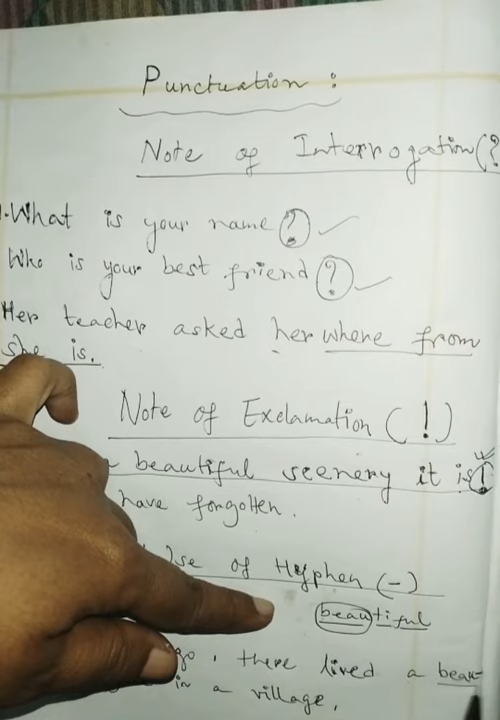 Punctuation :
Note of Interrogation (?
What is your name ?
Who is your best friend ?
Her teacher asked her where from
she is.
Note of Exclamation (!)
beautiful scenery it is !
have forgotten.
Use of Hyphen (-)
beautiful
ago, there lived a beau-
in a village,